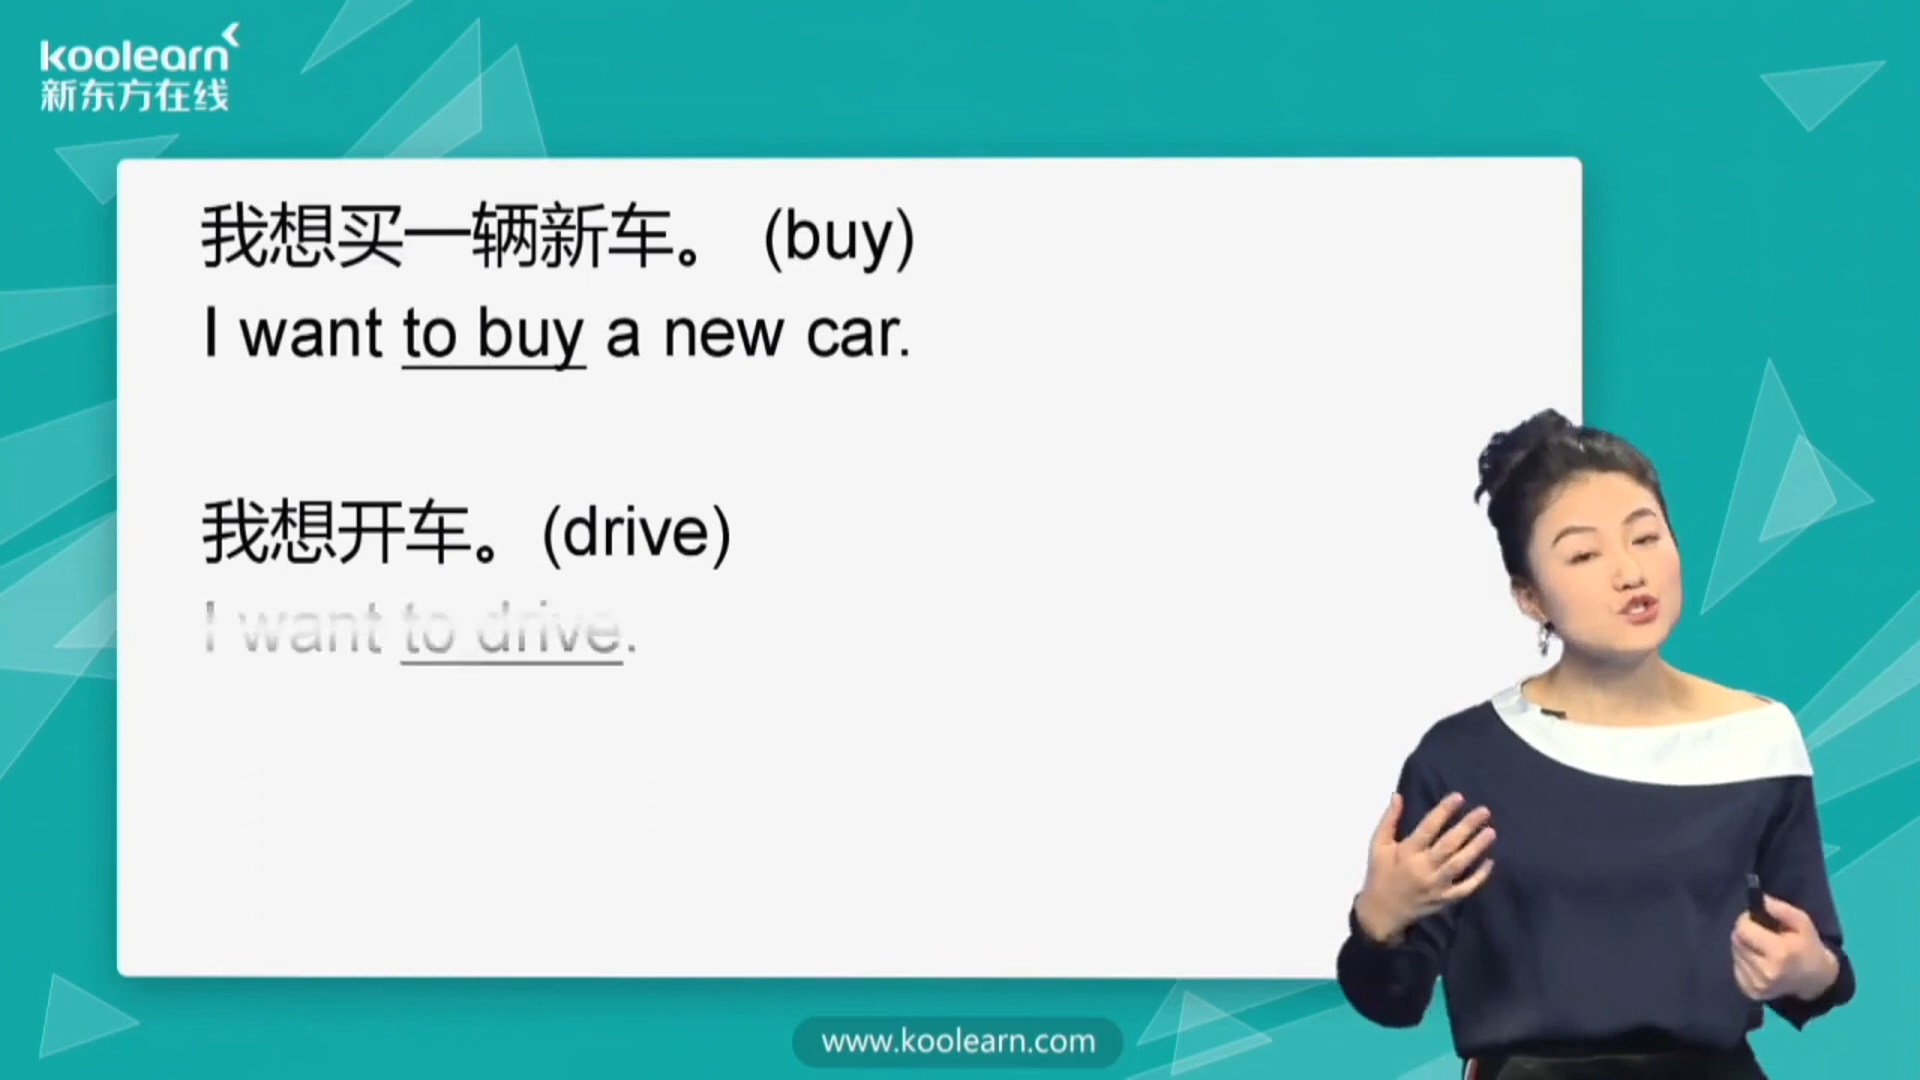 koolearn
新东方在线
我想买一辆新车。 (buy)
I want to buy a new car.
我想开车。(drive)
I want to drive.
www.koolearn.com